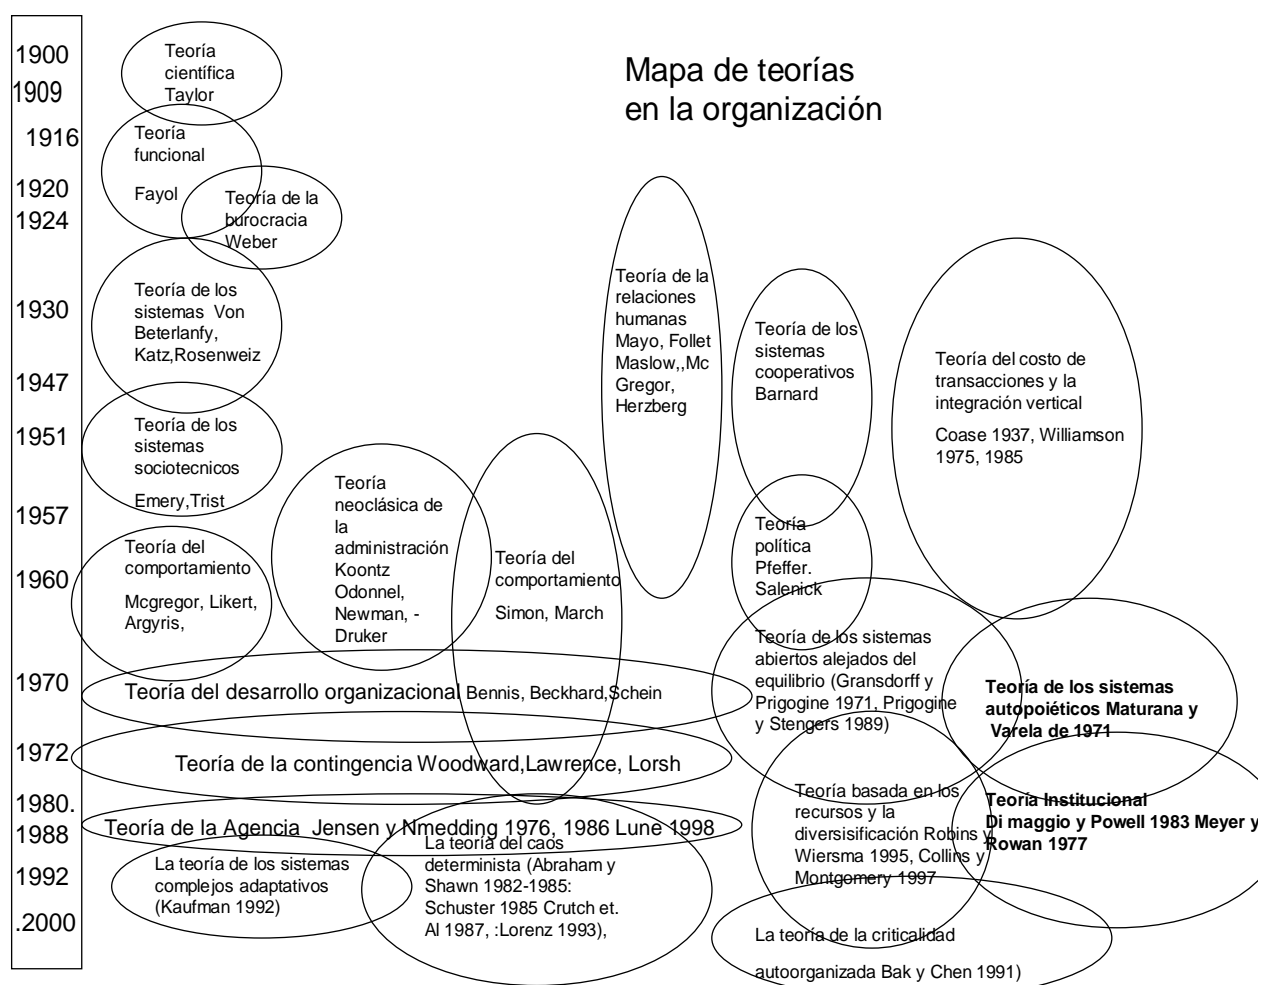 Mapa de teorías
en la organización
1900
1909
1916
1920
1924
1930
1947
1951
1957
1960
1970
1972
1980.
1988
1992
.2000
Teoría
científica
Taylor
Teoría
funcional
Fayol
Teoría de la
burocracia
Weber
Teoría de los
sistemas Von
Beterlanfy,
Katz,Rosenweiz
Teoría de los
sistemas
sociotecnicos
Emery,Trist
Teoría del
comportamiento
Mcgregor, Likert,
Argyris,
Teoría
neoclásica de
la
administración
Koontz
Odonnel,
Newman, -
Druker
Teoría del
comportamiento
Simon, March
Teoría de la
relaciones
humanas
Mayo, Follet
Maslow,,Mc
Gregor,
Herzberg
Teoría de los
sistemas
cooperativos
Barnard
Teoría del costo de
transacciones y la
integración vertical
Coase 1937, Williamson
1975, 1985
Teoría
política
Pfeffer.
Salenick
Teoría de los sistemas
abiertos alejados del
equilibrio (Gransdorff y
Prigogine 1971, Prigogine
y Stengers 1989)
Teoría de los sistemas
autopoiéticos Maturana y
Varela de 1971
Teoría del desarrollo organizacional Bennis, Beckhard,Schein
Teoría de la contingencia Woodward,Lawrence, Lorsh
Teoría de la Agencia Jensen y Nmedding 1976, 1986 Lune 1998
Teoría basada en los
recursos y la
diversisificación Robins y
Wiersma 1995, Collins y
Montgomery 1997
Teoría Institucional
Di maggio y Powell 1983 Meyer y
Rowan 1977
La teoría de los sistemas
complejos adaptativos
(Kaufman 1992)
La teoría del caos
determinista (Abraham y
Shawn 1982-1985:
Schuster 1985 Crutch et.
Al 1987, :Lorenz 1993),
La teoría de la criticalidad
autoorganizada Bak y Chen 1991)